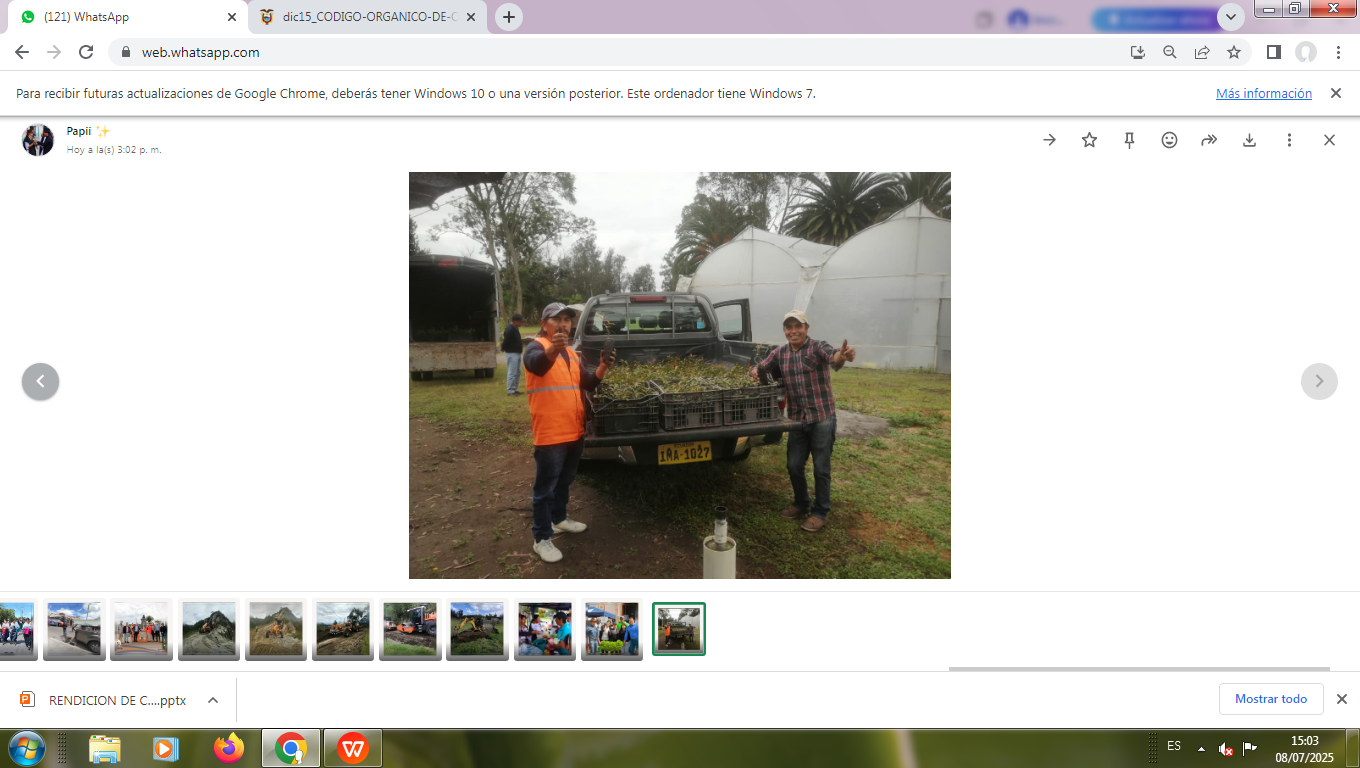 (121) WhatsApp
dic15_CODIGO-ORGANICO-DE-C
web.whatsapp.com
Para recibir futuras actualizaciones de Google Chrome, deberás tener Windows 10 o una versión posterior. Este ordenador tiene Windows 7.
Más información
Papii ✨
Hoy a la(s) 3:02 p. m.
IMA-1027
RENDICION DE C....pptx
Mostrar todo
ES
15:03
08/07/2025